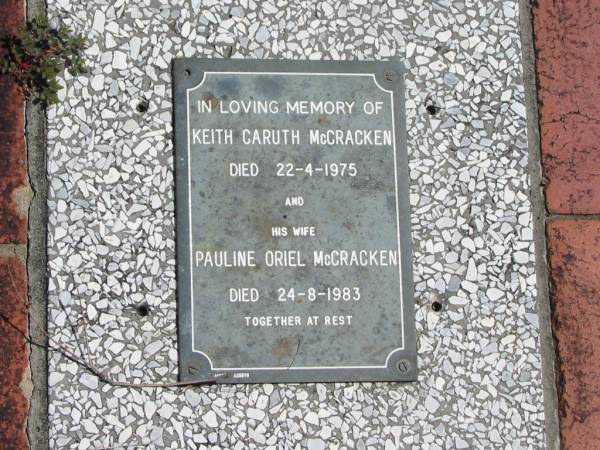 IN LOVING MEMORY OF
KEITH CARUTH McCRACKEN
DIED 22-4-1975
AND
HIS WIFE
PAULINE ORIEL McCRACKEN
DIED 24-8-1983
TOGETHER AT REST